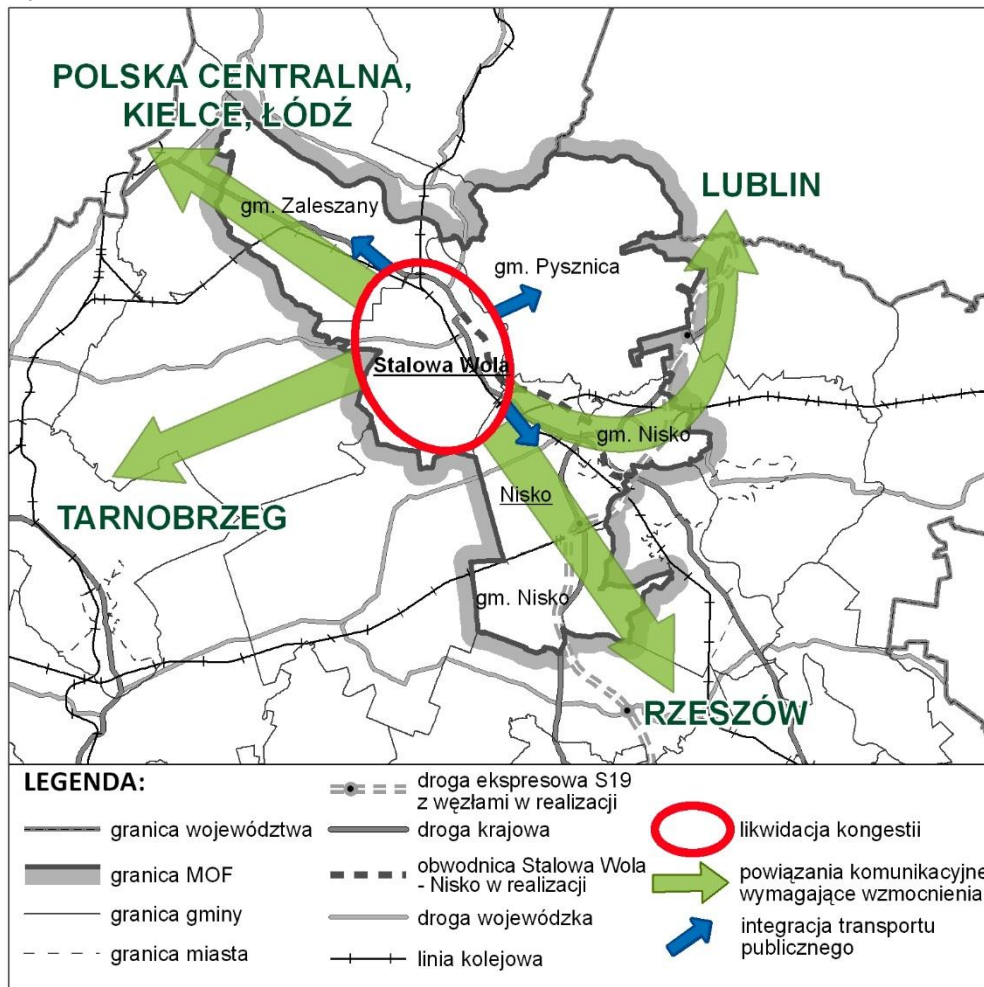 POLSKA CENTRALNA,
KIELCE, ŁÓDŹ
LUBLIN
gm. Zaleszany
gm. Pysznica
Stalowa Wola
gm. Nisko
Nisko
TARNOBRZEG
gm. Nisko
RZESZÓW
LEGENDA:
granica województwa
granica MOF
granica gminy
granica miasta
droga ekspresowa S19
z węzłami w realizacji
droga krajowa
obwodnica Stalowa Wola
- Nisko w realizacji
droga wojewódzka
linia kolejowa
likwidacja kongestii
powiązania komunikacyjne
wymagające wzmocnienia
integracja transportu
publicznego